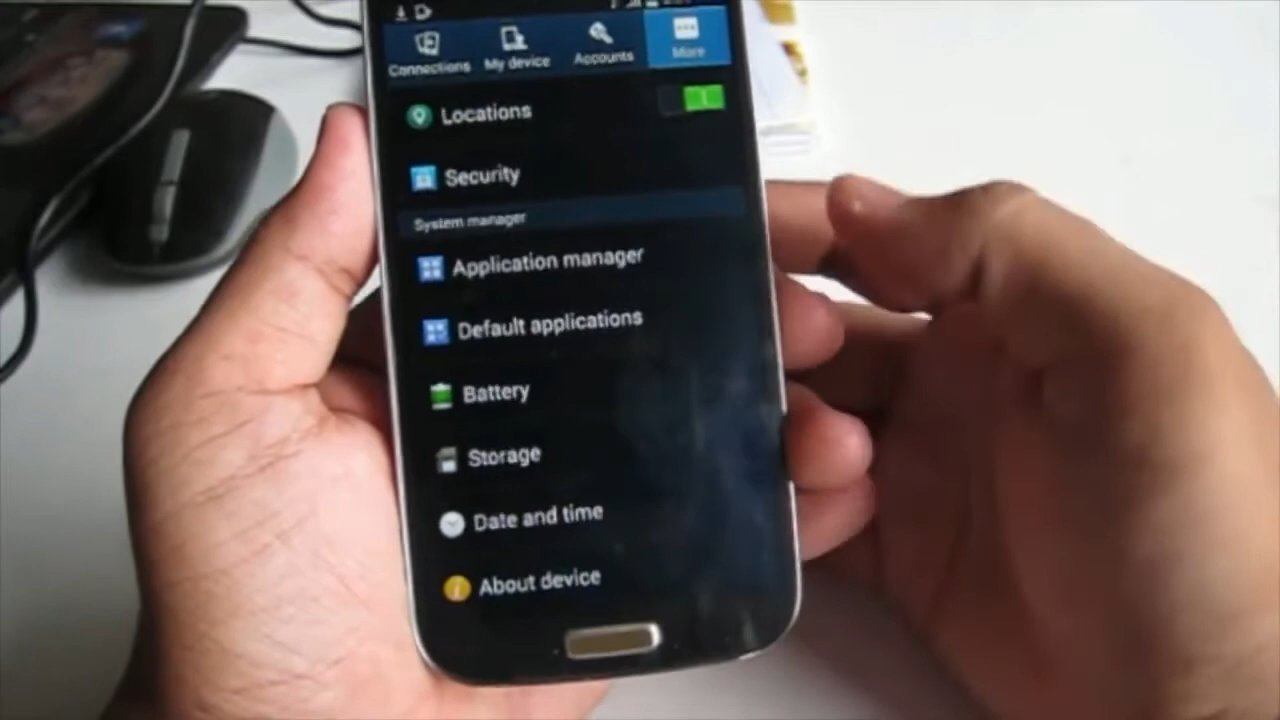 Connections My device Accounts More
Locations
Security
System manager
Application manager
Default applications
Battery
Storage
Date and time
About device